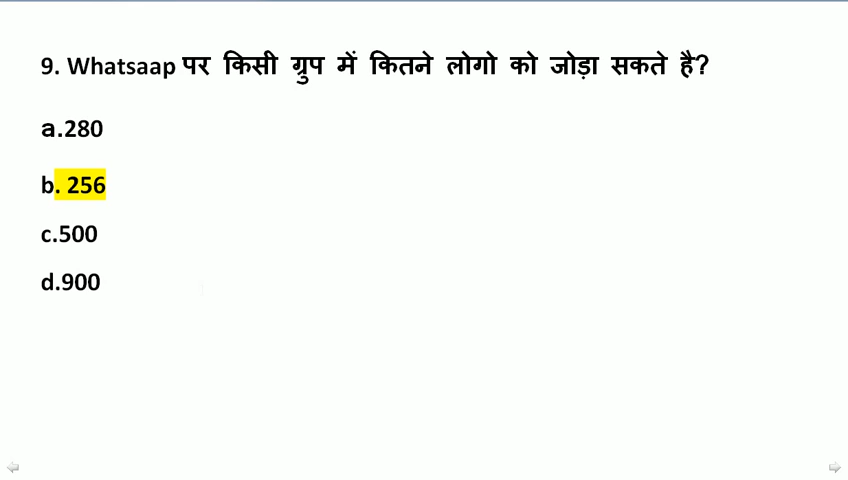 9. Whatsaap पर किसी ग्रुप में कितने लोगो को जोड़ा सकते है?
a.280
b. 256
c.500
d.900